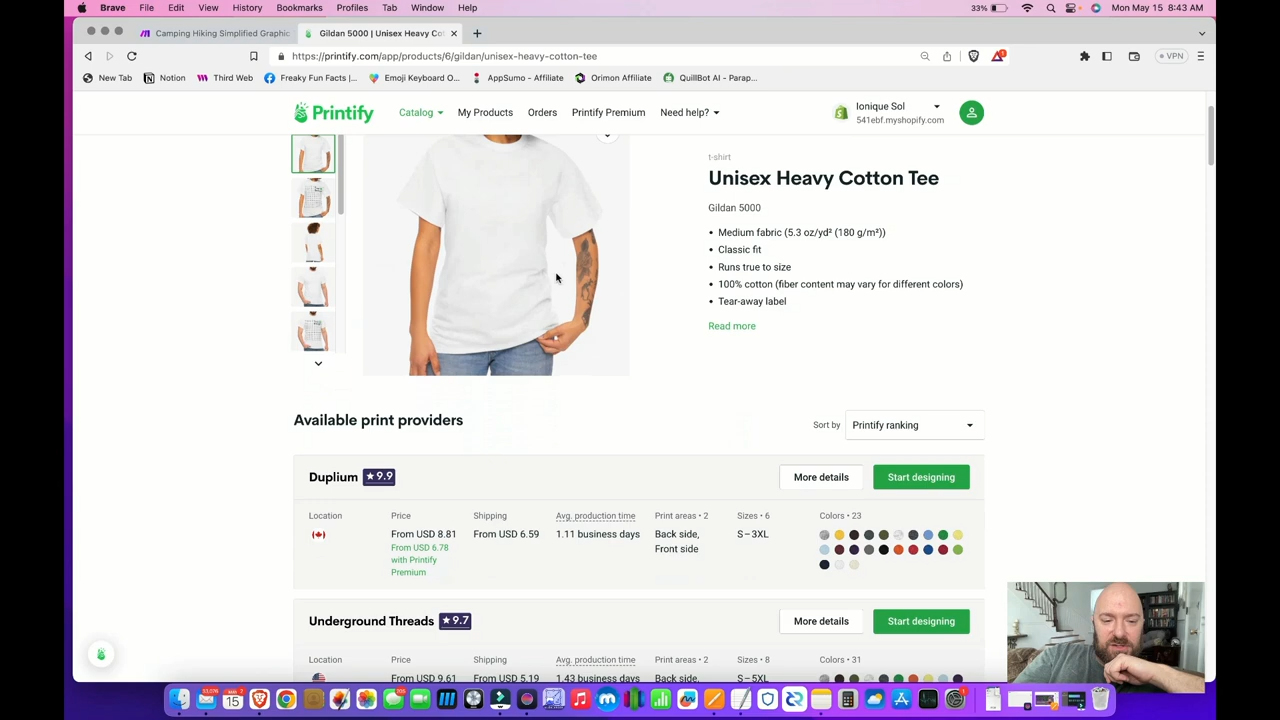 Brave File Edit View History Bookmarks Profiles Tab Window Help 33% Mon May 15 8:43 AM
Camping Hiking Simplified Graphic Gildan 5000 | Unisex Heavy Cot
https://printify.com/app/products/6/gildan/unisex-heavy-cotton-tee VPN
New Tab Notion Third Web Freaky Fun Facts |... Emoji Keyboard O... AppSumo - Affiliate Orimon Affiliate QuillBot AI - Parap...
Printify Catalog My Products Orders Printify Premium Need help? Ionique Sol
541ebf.myshopify.com
t-shirt
Unisex Heavy Cotton Tee
Gildan 5000
• Medium fabric (5.3 oz/yd² (180 g/m²))
• Classic fit
• Runs true to size
• 100% cotton (fiber content may vary for different colors)
• Tear-away label
Read more
Available print providers Sort by Printify ranking
Duplium ★ 9.9 More details Start designing
Location Price Shipping Avg. production time Print areas • 2 Sizes • 6 Colors • 23
From USD 8.81 From USD 6.59 1.11 business days Back side, S–3XL
From USD 6.78 Front side
with Printify
Premium
Underground Threads ★ 9.7 More details Start designing
Location Price Shipping Avg. production time Print areas • 2 Sizes • 8 Colors • 31
From USD 9.61 From USD 5.19 1.43 business days Back side, S–5XL